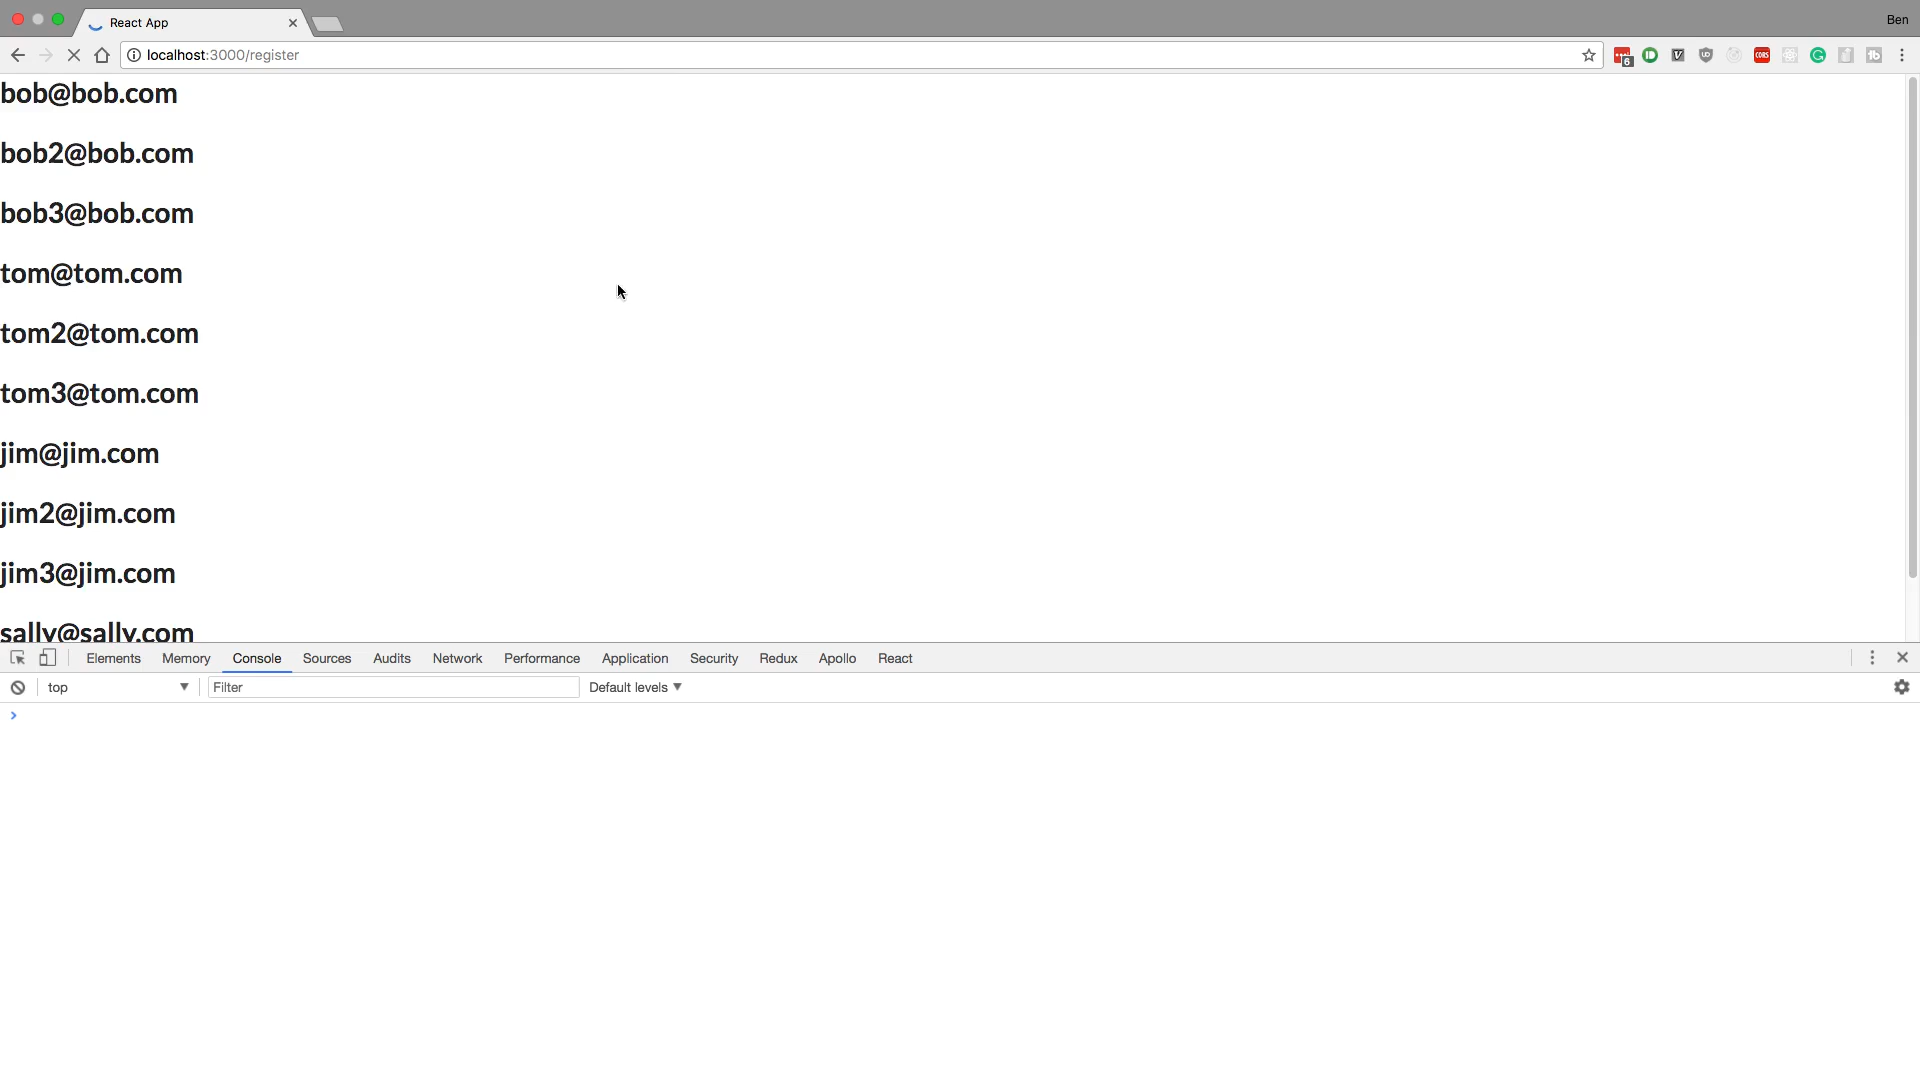 React App
Ben
localhost:3000/register
6
CORS
bob@bob.com
bob2@bob.com
bob3@bob.com
tom@tom.com
tom2@tom.com
tom3@tom.com
jim@jim.com
jim2@jim.com
jim3@jim.com
sally@sally.com
Elements Memory Console Sources Audits Network Performance Application Security Redux Apollo React
top Filter Default levels